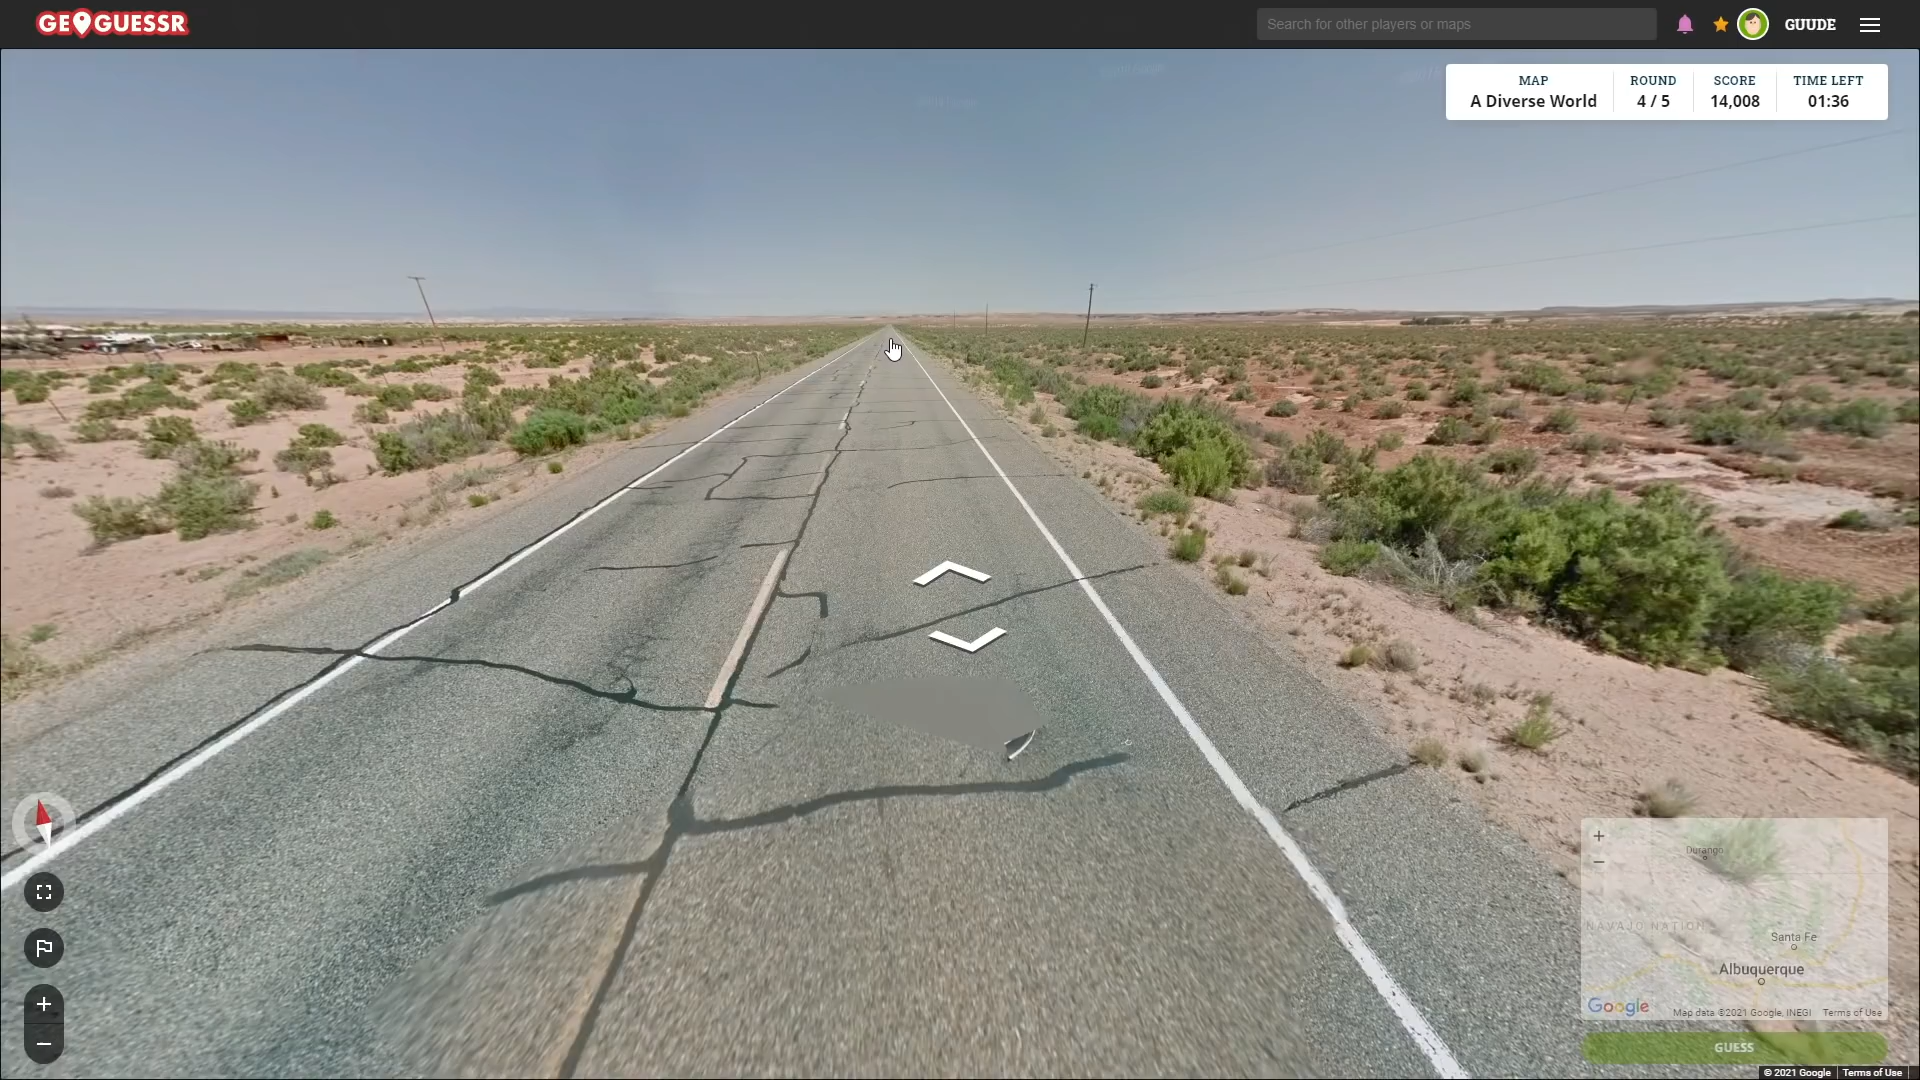 GEOGUESSR
Search for other players or maps
GUUDE
MAP
A Diverse World
ROUND
4 / 5
SCORE
14,008
TIME LEFT
01:36
Durango
NAVAJO NATION
Santa Fe
Albuquerque
Google
Map data ©2021 Google, INEGI
Terms of Use
GUESS
© 2021 Google
Terms of Use